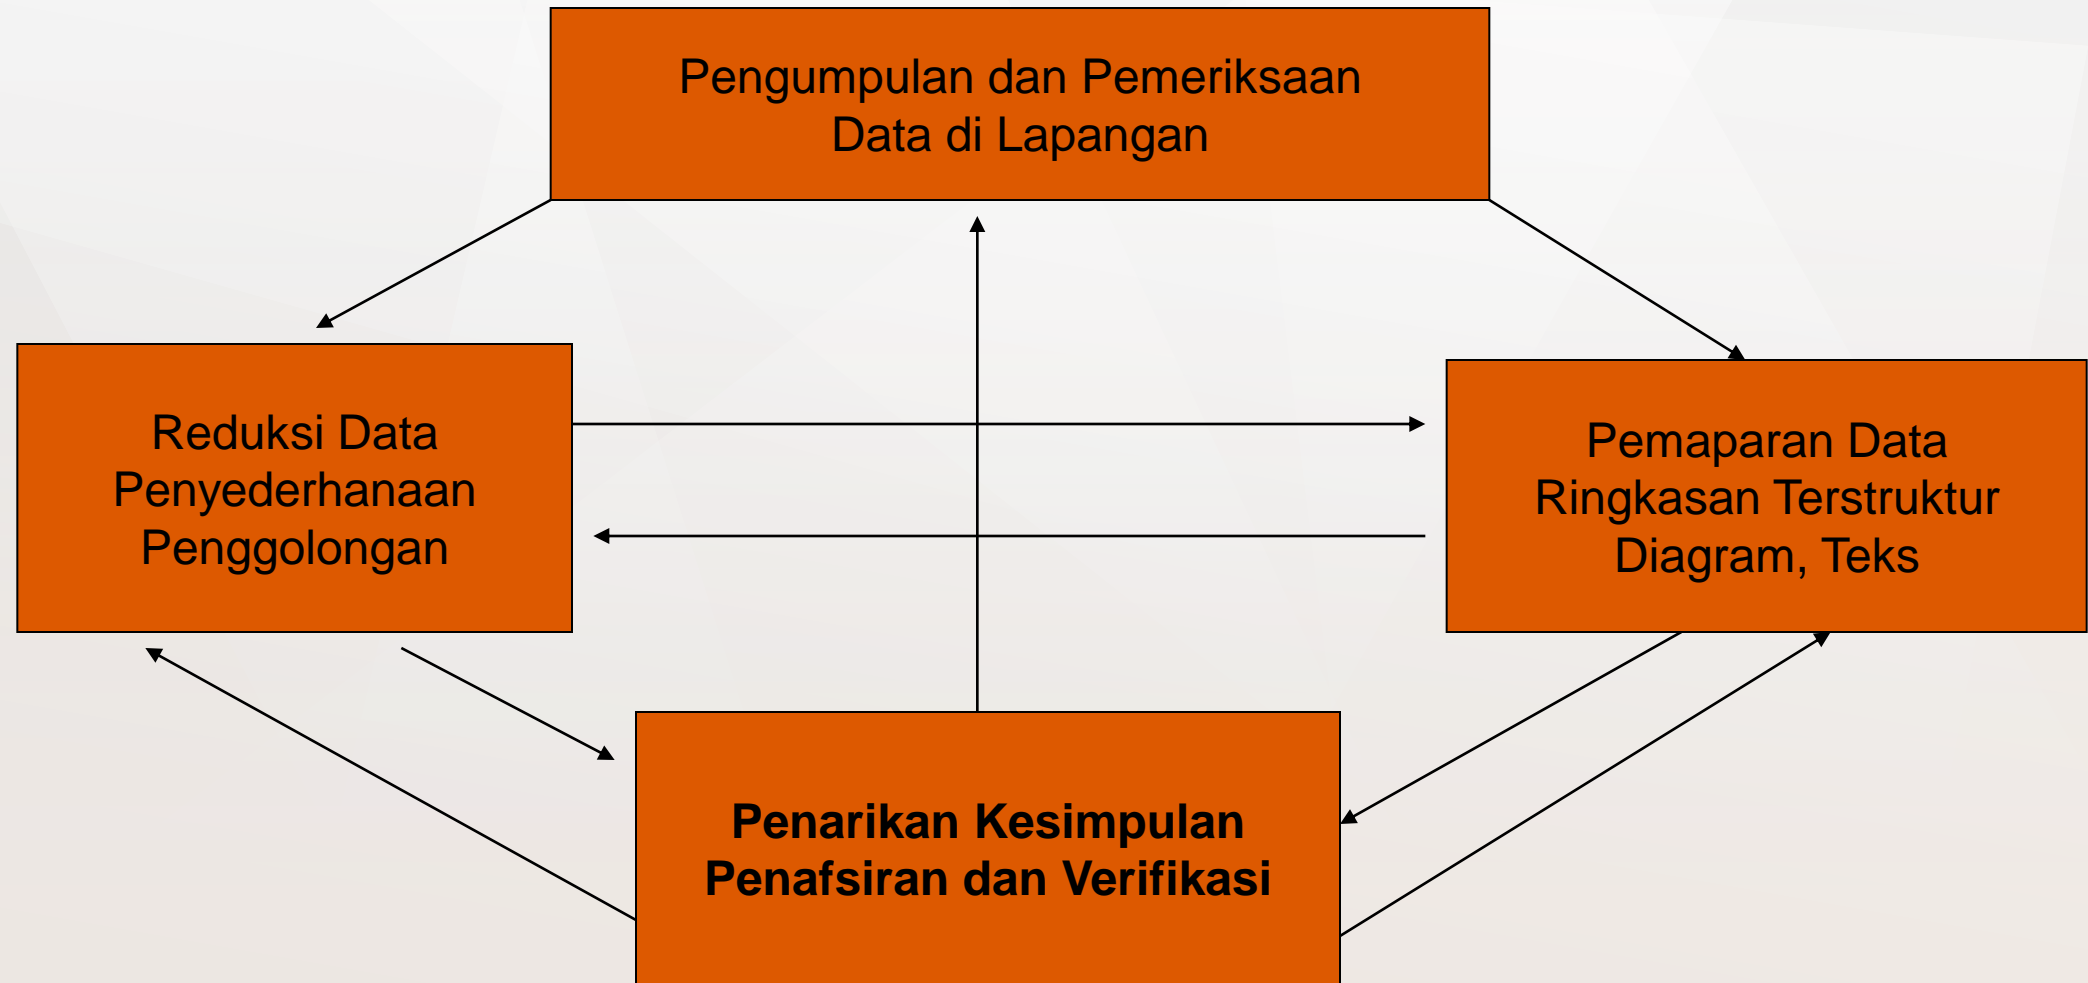 Pengumpulan dan Pemeriksaan
Data di Lapangan
Reduksi Data
Penyederhanaan
Penggolongan
Pemaparan Data
Ringkasan Terstruktur
Diagram, Teks
Penarikan Kesimpulan
Penafsiran dan Verifikasi